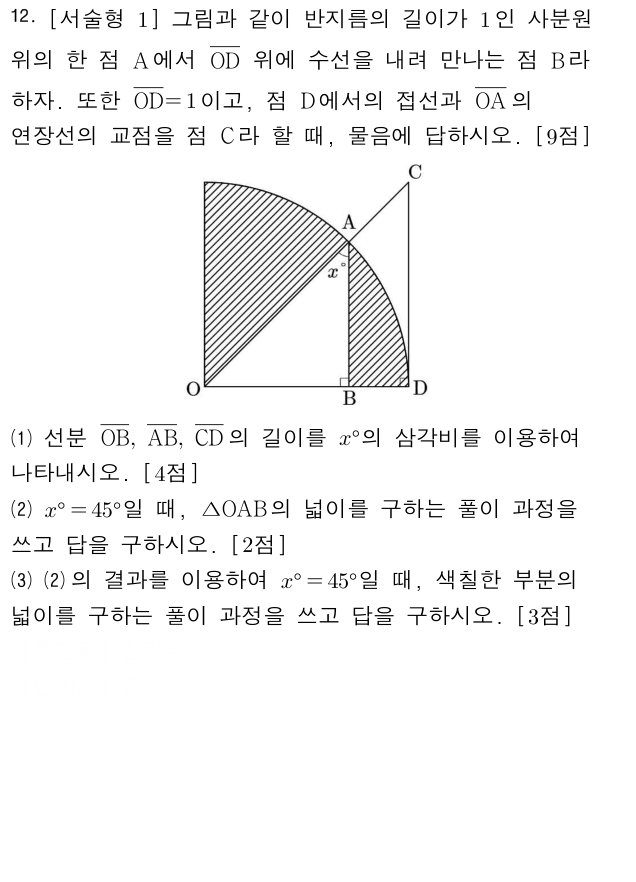 12. [서술형 1] 그림과 같이 반지름의 길이가 1인 사분원
위의 한 점 A에서 O̅D̅ 위에 수선을 내려 만나는 점 B라
하자. 또한 O̅D̅=1이고, 점 D에서의 접선과 O̅A̅의
연장선의 교점을 점 C라 할 때, 물음에 답하시오. [9점]
C
A
x°
O
B
D
(1) 선분 O̅B̅, A̅B̅, C̅D̅의 길이를 x°의 삼각비를 이용하여
나타내시오. [4점]
(2) x°=45°일 때, △OAB의 넓이를 구하는 풀이 과정을
쓰고 답을 구하시오. [2점]
(3) (2)의 결과를 이용하여 x°=45°일 때, 색칠한 부분의
넓이를 구하는 풀이 과정을 쓰고 답을 구하시오. [3점]